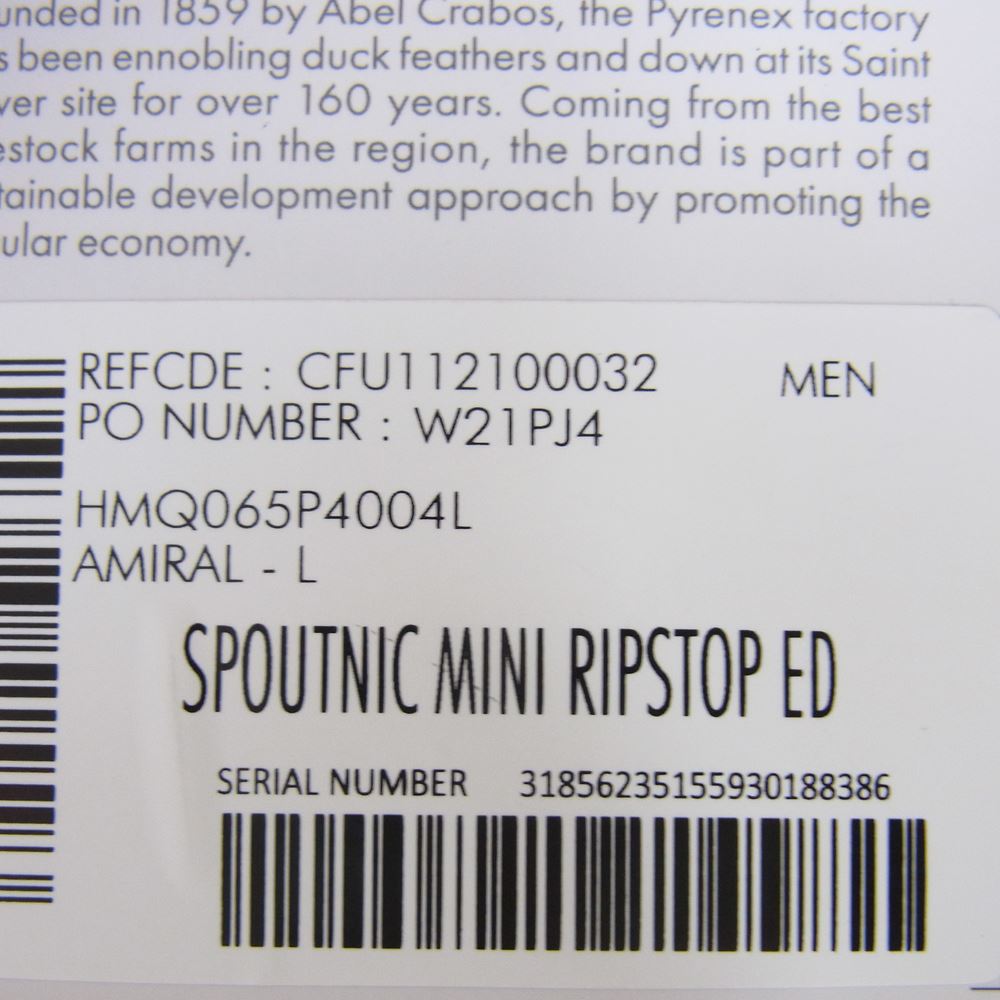 unded in 1859 by Abel Crabos, the Pyrenex factory
s been ennobling duck feathers and down at its Saint
ver site for over 160 years. Coming from the best
estock farms in the region, the brand is part of a
tainable development approach by promoting the
ular economy.
REFCDE : CFU112100032 MEN
PO NUMBER : W21PJ4
HMQ065P4004L
AMIRAL - L
SPOUTNIC MINI RIPSTOP ED
SERIAL NUMBER 31856235155930188386